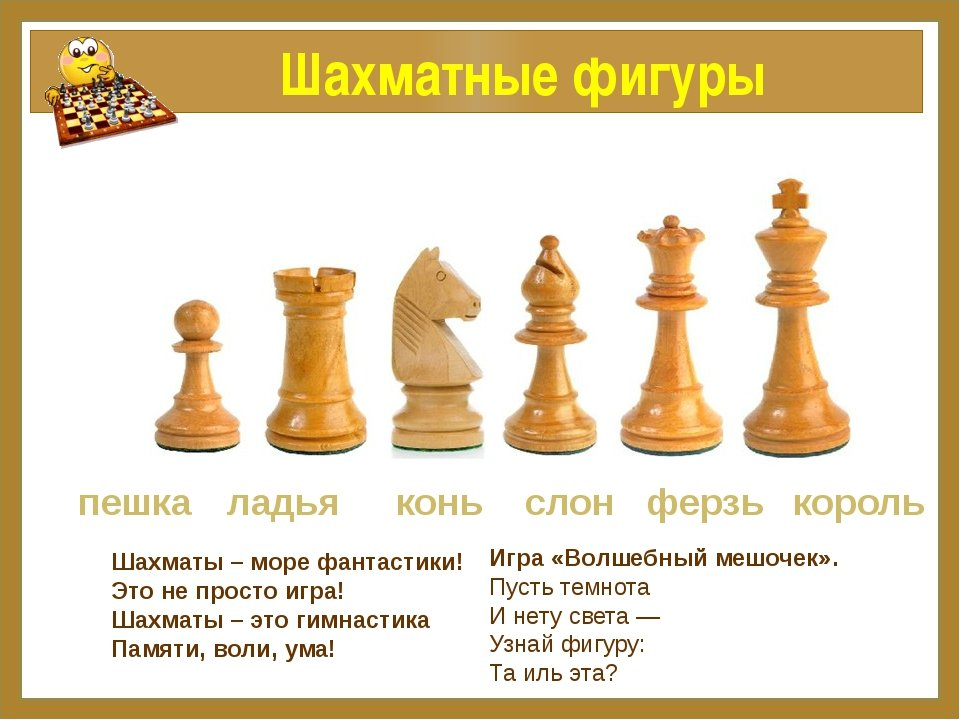 Шахматные фигуры
пешка ладья конь слон ферзь король
Шахматы – море фантастики!
Это не просто игра!
Шахматы – это гимнастика
Памяти, воли, ума!
Игра «Волшебный мешочек».
Пусть темнота
И нету света —
Узнай фигуру:
Та иль эта?